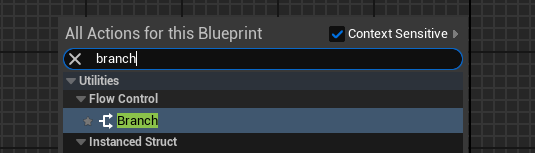 All Actions for this Blueprint
Context Sensitive
branch
Utilities
Flow Control
Branch
Instanced Struct